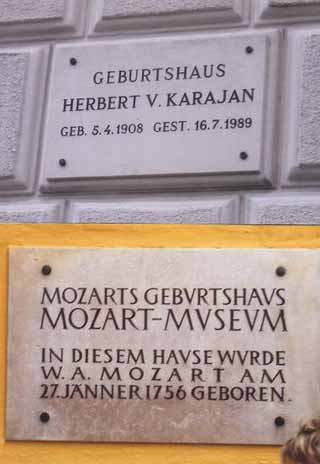 GEBURTSHAUS
HERBERT V. KARAJAN
GEB. 5.4.1908 GEST. 16.7.1989
MOZARTS GEBVRTSHAVS
MOZART-MVSEVM
IN DIESEM HAVSE WVRDE
W. A. MOZART AM
27. JÄNNER 1756 GEBOREN.